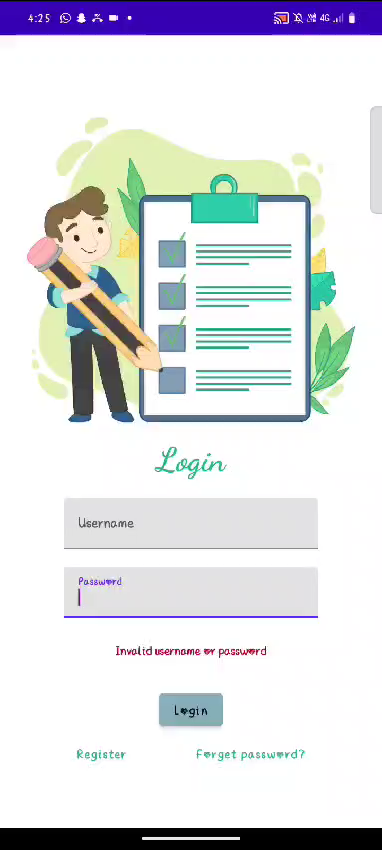 4:25 4G
Login
Username
Password
Invalid username or password
Login
Register Forget password?